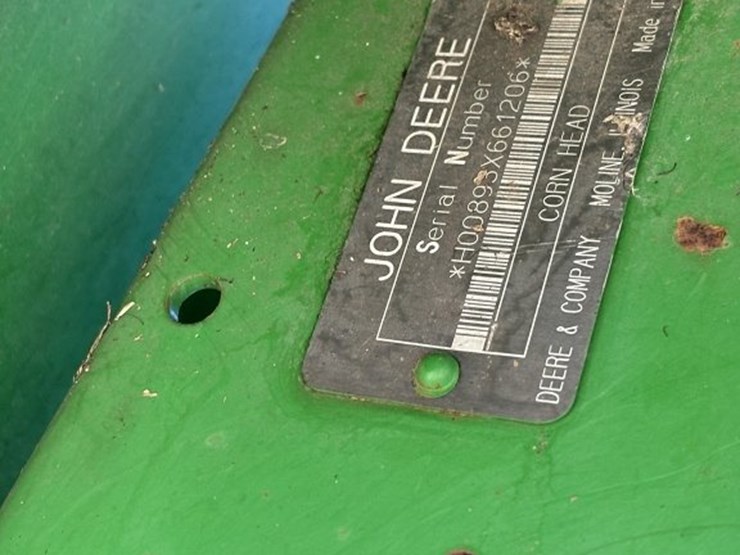 JOHN DEERE
Serial Number
*H00893X661206*
CORN HEAD
DEERE & COMPANY MOLINE ILLINOIS Made in